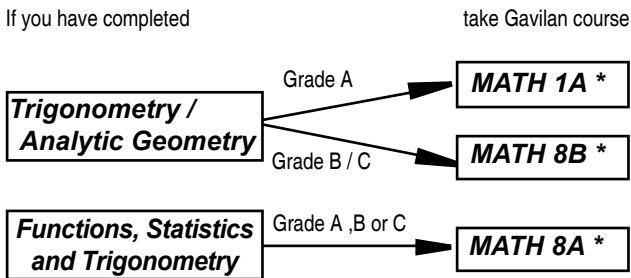 If you have completed take Gavilan course
Grade A
MATH 1A *
Trigonometry /
Analytic Geometry
Grade B / C
MATH 8B *
Functions, Statistics
and Trigonometry
Grade A ,B or C
MATH 8A *